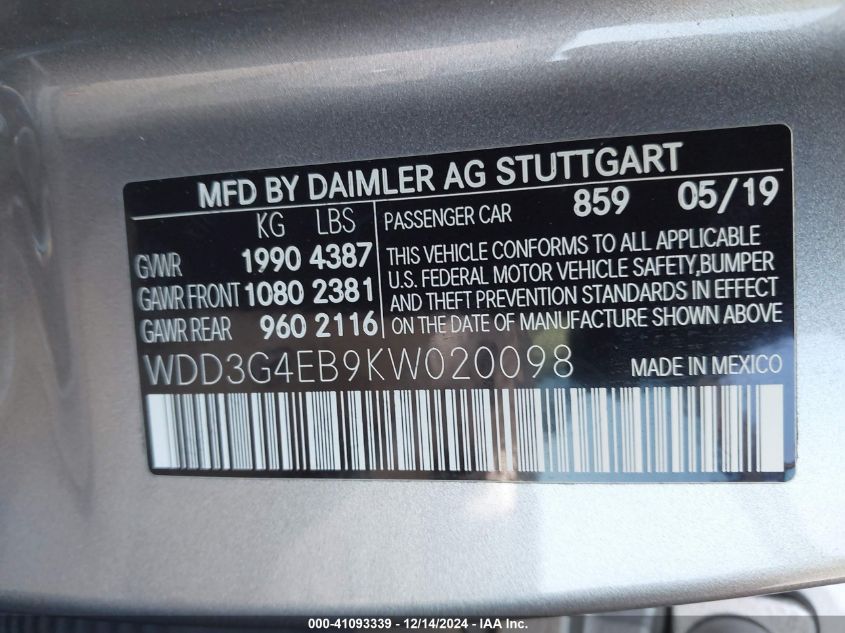 MFD BY DAIMLER AG STUTTGART
KG LBS
GVWR 1990 4387
GAWR FRONT 1080 2381
GAWR REAR 960 2116
PASSENGER CAR 859 05/19
THIS VEHICLE CONFORMS TO ALL APPLICABLE
U.S. FEDERAL MOTOR VEHICLE SAFETY,BUMPER
AND THEFT PREVENTION STANDARDS IN EFFECT
ON THE DATE OF MANUFACTURE SHOWN ABOVE
WDD3G4EB9KW020098 MADE IN MEXICO
000-41093339 - 12/14/2024 - IAA Inc.